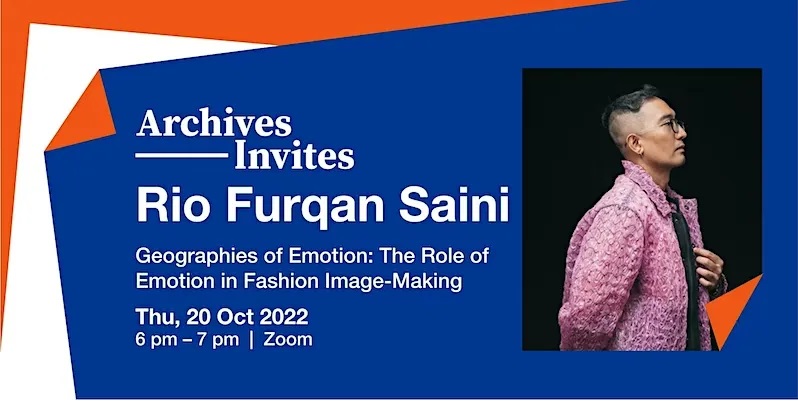 Archives
Invites
Rio Furqan Saini
Geographies of Emotion: The Role of
Emotion in Fashion Image-Making
Thu, 20 Oct 2022
6 pm – 7 pm | Zoom